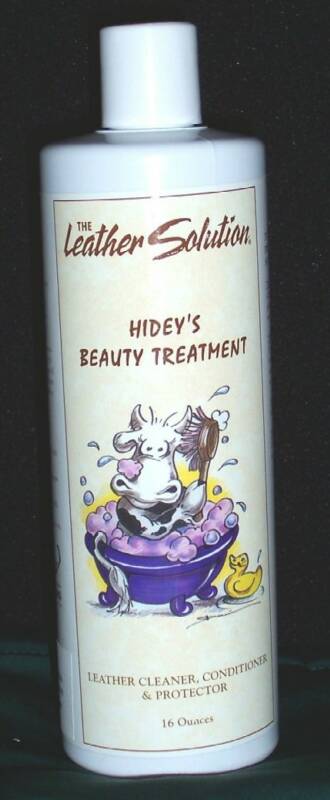 THE
Leather Solution®
HIDEY'S
BEAUTY TREATMENT
LEATHER CLEANER, CONDITIONER
& PROTECTOR
16 Ounces